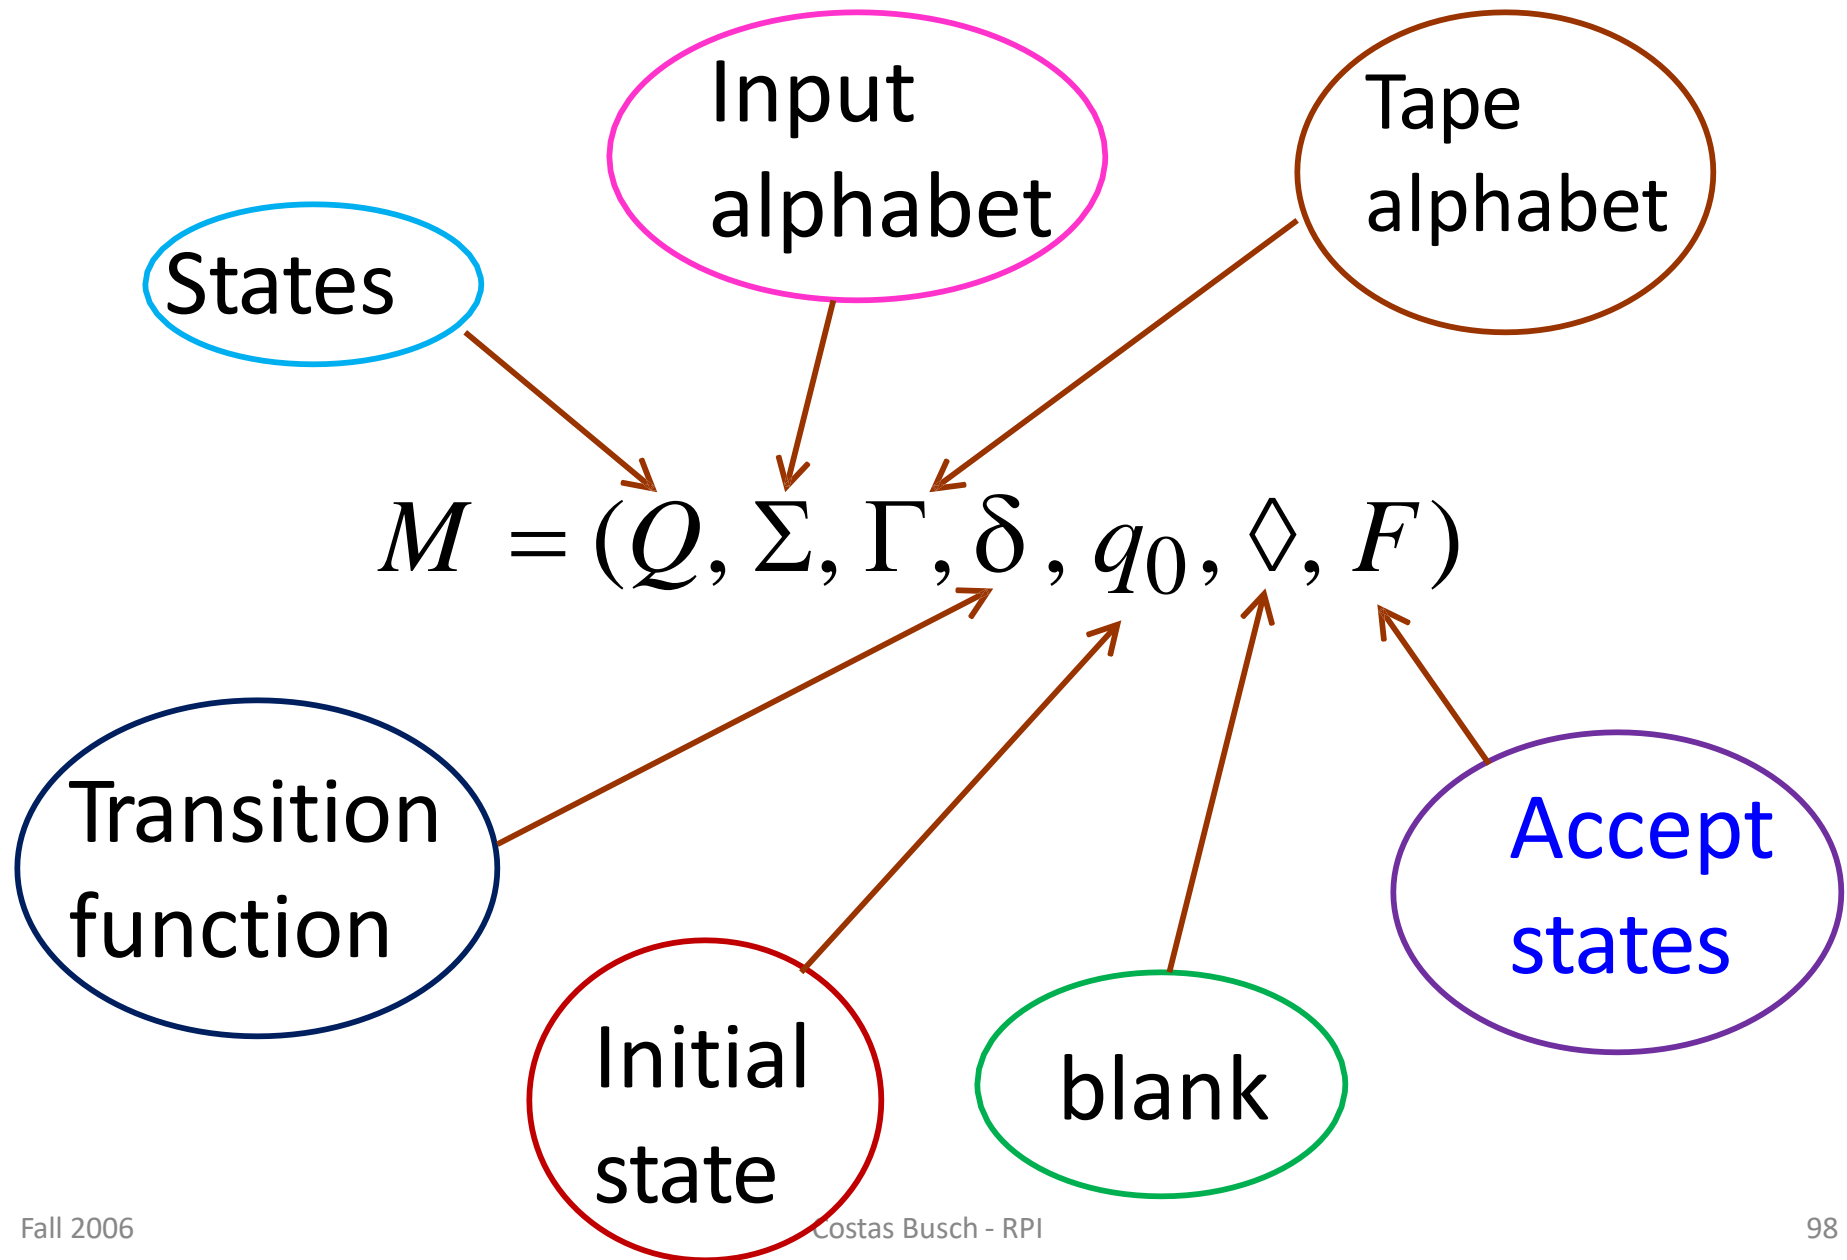 Input
alphabet
Tape
alphabet
States
M = (Q, Σ, Γ, δ, q₀, ◊, F)
Transition
function
Initial
state
blank
Accept
states
Fall 2006
Costas Busch - RPI
98